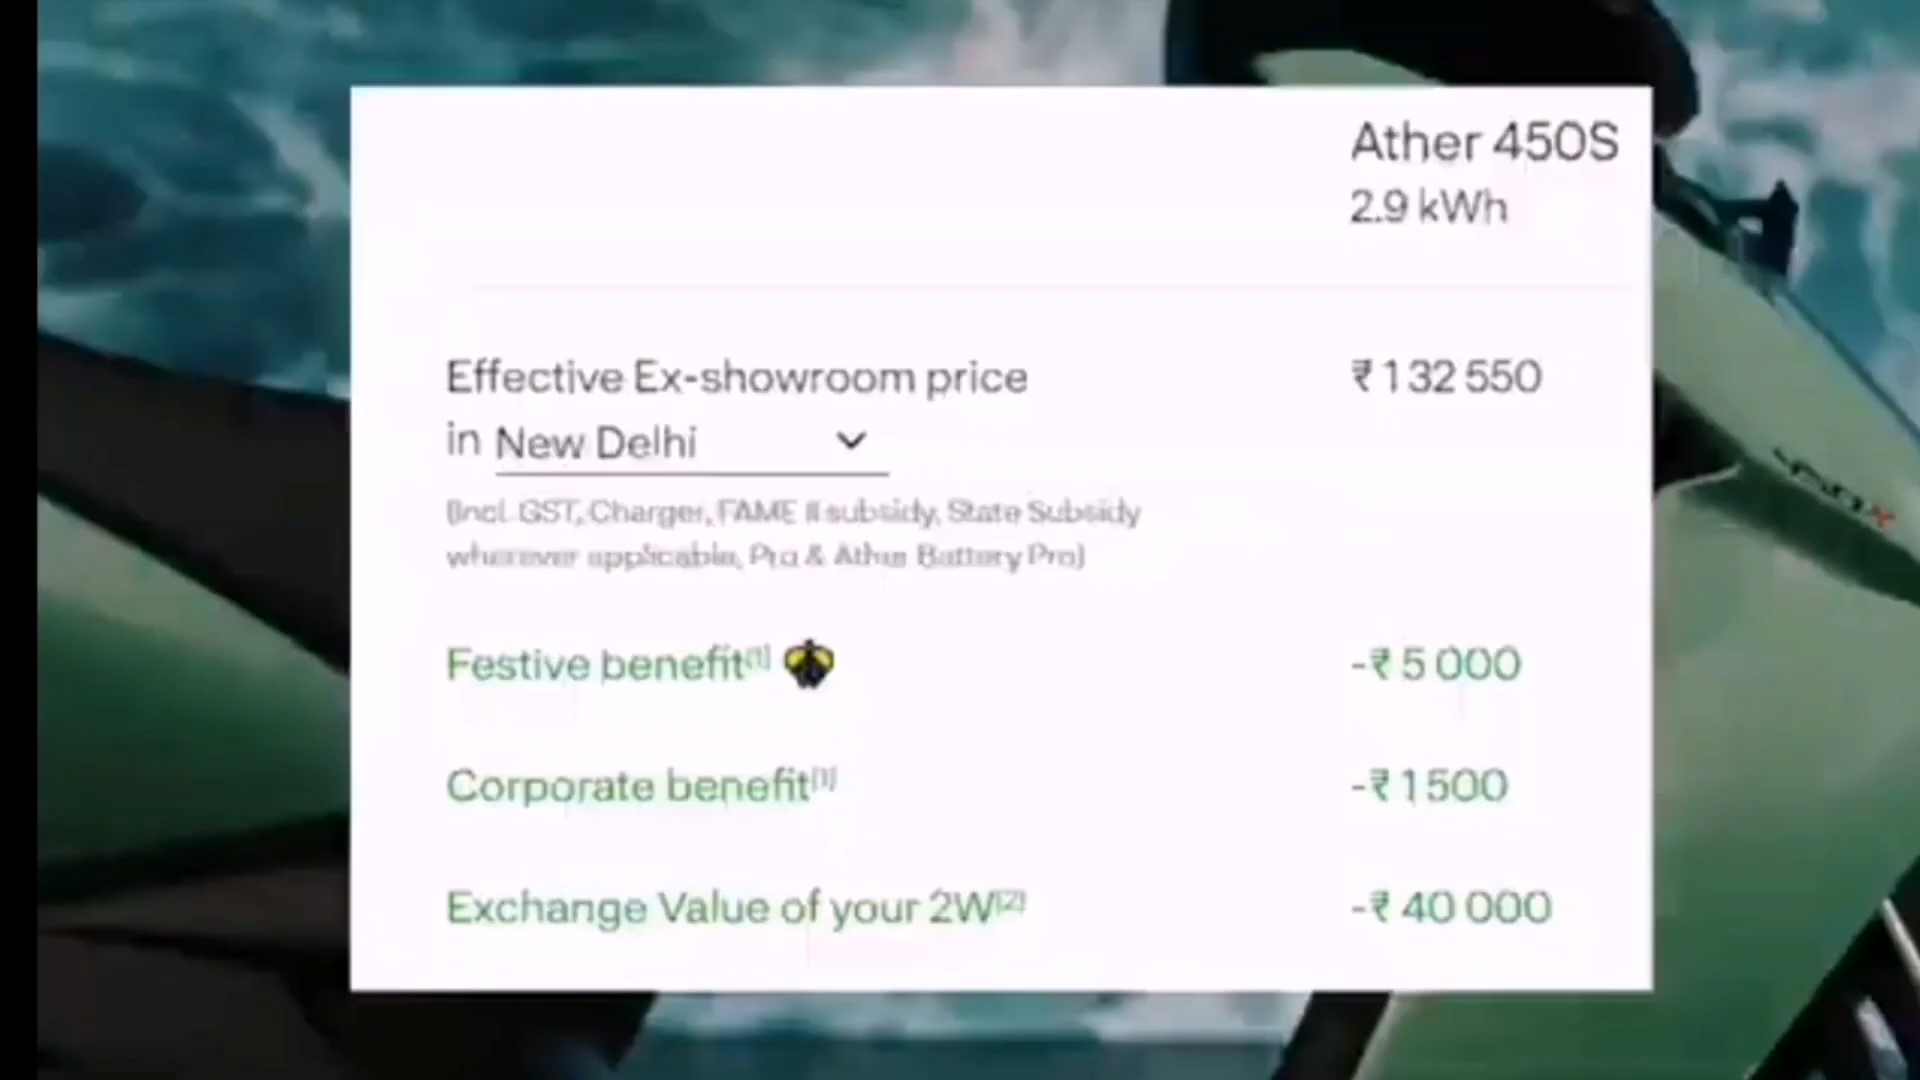 Ather 450S
2.9 kWh
Effective Ex-showroom price ₹ 1 32 550
in New Delhi
(Incl. GST, Charger, FAME II subsidy, State Subsidy
wherever applicable, Pro & Ather Battery Pro)
Festive benefit[1] -₹ 5 000
Corporate benefit[1] -₹ 1 500
Exchange Value of your 2W[2] -₹ 40 000
450X